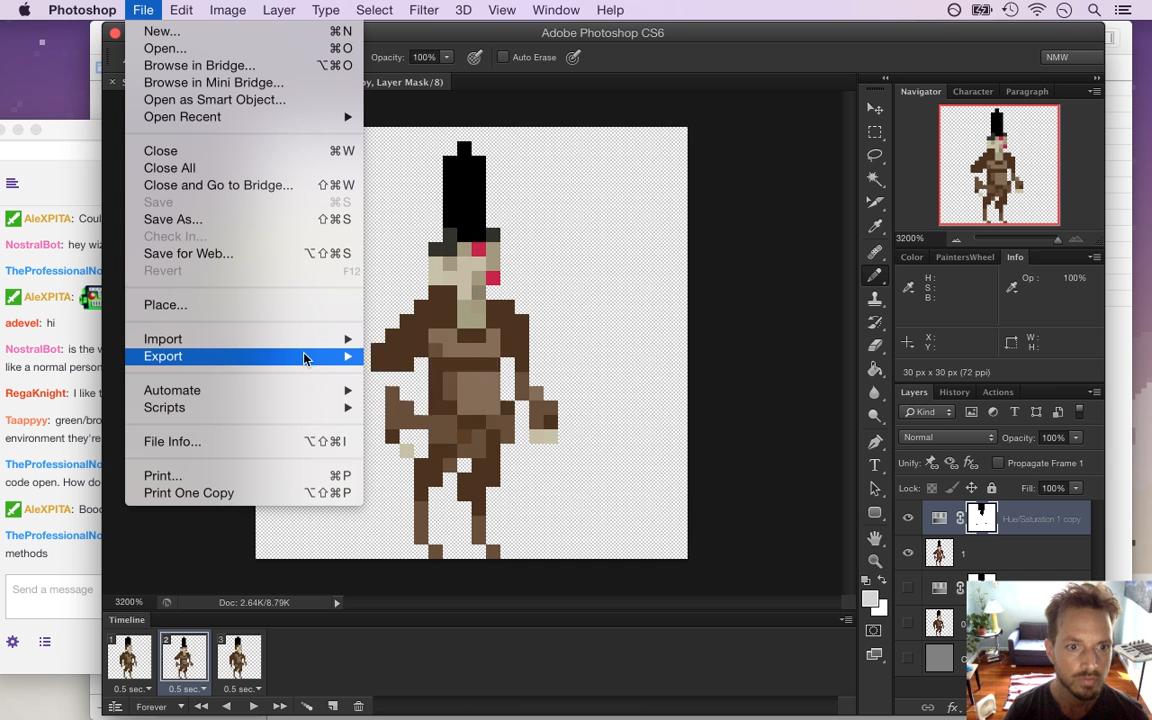 Photoshop File Edit Image Layer Type Select Filter 3D View Window Help
Adobe Photoshop CS6
Opacity: 100% Auto Erase NMW
py, Layer Mask/8)
New... ⌘N
Open... ⌘O
Browse in Bridge... ⌥⌘O
Browse in Mini Bridge...
Open as Smart Object...
Open Recent
Close ⌘W
Close All
Close and Go to Bridge... ⇧⌘W
Save ⌘S
Save As... ⇧⌘S
Check In...
Save for Web... ⌥⇧⌘S
Revert F12
Place...
Import
Export
Automate
Scripts
File Info... ⌥⇧⌘I
Print... ⌘P
Print One Copy ⌥⇧⌘P
AleXPITA: Coul
NostralBot: hey wiz
TheProfessionalNo
AleXPITA:
adevel: hi
NostralBot: is the w
like a normal person
RegaKnight: I like t
Taappyy: green/bro
environment they're
TheProfessionalNo
code open. How do
AleXPITA: Booo
TheProfessionalNo
methods
Send a message
3200% Doc: 2.64K/8.79K
Timeline
1 2 3
0.5 sec. 0.5 sec. 0.5 sec.
Forever
Navigator Character Paragraph
3200%
Color PaintersWheel Info
H:
S:
B:
Op: 100%
X:
Y:
W:
H:
30 px x 30 px (72 ppi)
Layers History Actions
Kind
Normal Opacity: 100%
Unify: Propagate Frame 1
Lock: Fill: 100%
Hue/Saturation 1 copy
1
0